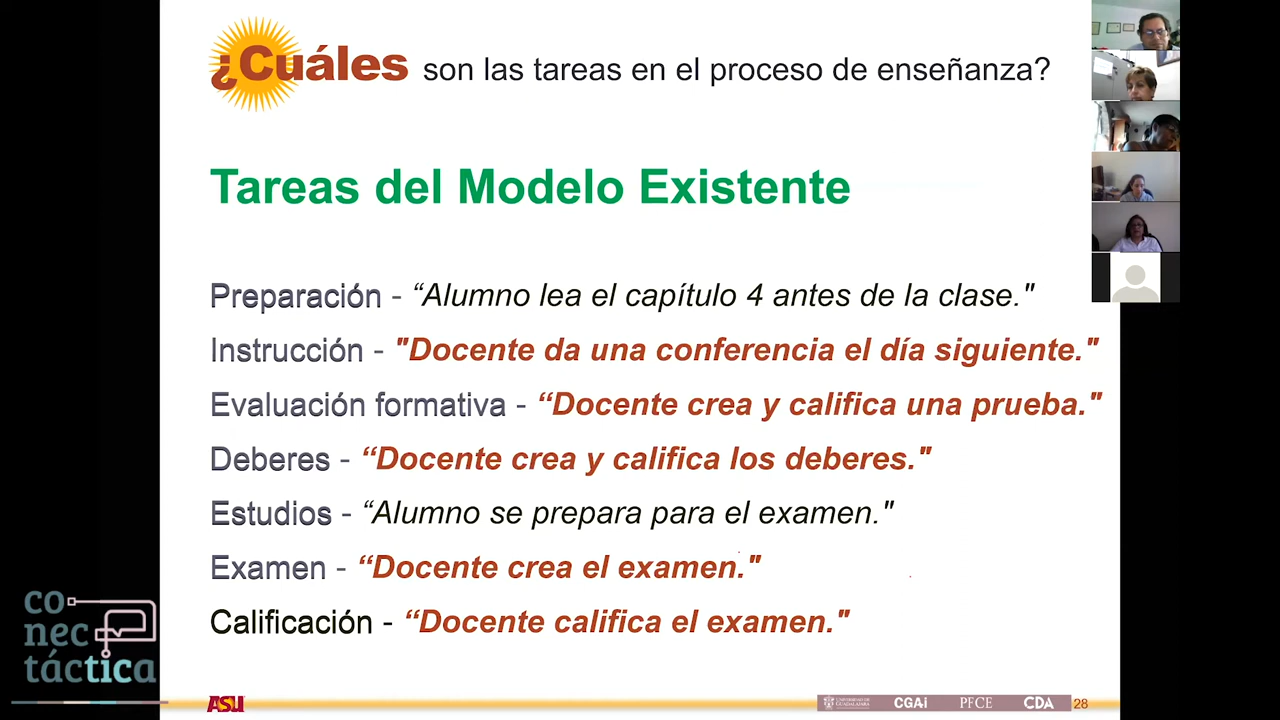 ¿Cuáles son las tareas en el proceso de enseñanza?
Tareas del Modelo Existente
Preparación - “Alumno lea el capítulo 4 antes de la clase."
Instrucción - "Docente da una conferencia el día siguiente."
Evaluación formativa - “Docente crea y califica una prueba."
Deberes - “Docente crea y califica los deberes."
Estudios - “Alumno se prepara para el examen."
Examen - “Docente crea el examen."
Calificación - “Docente califica el examen."
co
nec
táctica
ASU
UNIVERSIDAD DE
GUADALAJARA
CGAi
PFCE
CDA
28